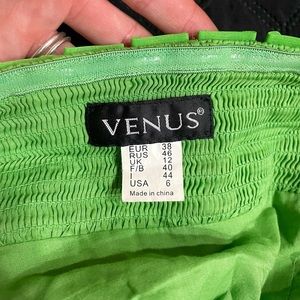 VENUS®
EUR 38
RUS 46
UK 12
F/B 40
I 44
USA 6
Made in china